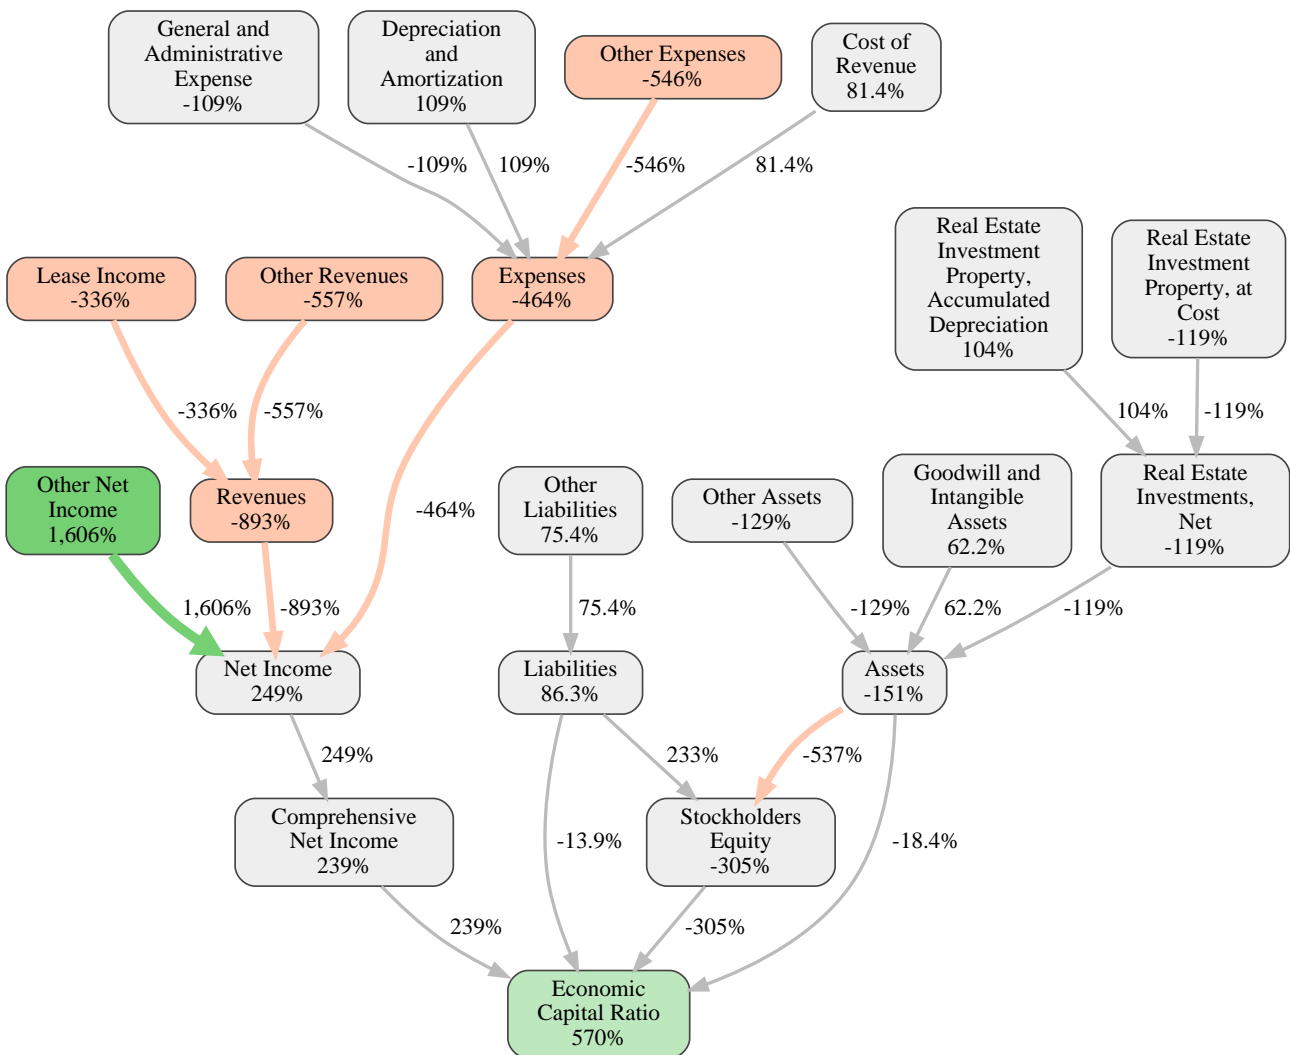 General and
Administrative
Expense
-109%
Depreciation
and
Amortization
109%
Other Expenses
-546%
Cost of
Revenue
81.4%
-109%
109%
-546%
81.4%
Real Estate
Investment
Property,
Accumulated
Depreciation
104%
Real Estate
Investment
Property, at
Cost
-119%
Lease Income
-336%
Other Revenues
-557%
Expenses
-464%
-336%
-557%
104%
-119%
Other Net
Income
1,606%
Revenues
-893%
-464%
Other
Liabilities
75.4%
Other Assets
-129%
Goodwill and
Intangible
Assets
62.2%
Real Estate
Investments,
Net
-119%
1,606%
-893%
75.4%
-129%
62.2%
-119%
Net Income
249%
Liabilities
86.3%
Assets
-151%
249%
233%
-537%
Comprehensive
Net Income
239%
-13.9%
Stockholders
Equity
-305%
-18.4%
239%
-305%
Economic
Capital Ratio
570%